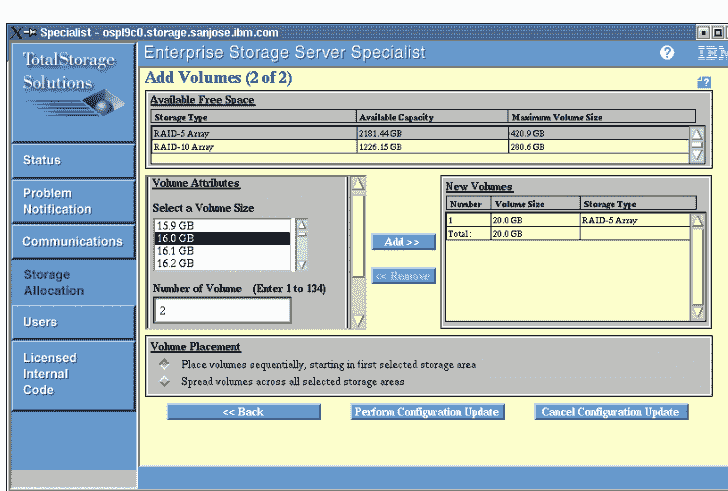 Specialist - ospl9c0.storage.sanjose.ibm.com
TotalStorage
Solutions
Enterprise Storage Server Specialist
?
IBM
Add Volumes (2 of 2)
?
Available Free Space
Storage Type Available Capacity Maximum Volume Size
RAID-5 Array 2181.44 GB 420.9 GB
RAID-10 Array 1226.15 GB 280.6 GB
Status
Problem
Notification
Communications
Storage
Allocation
Users
Licensed
Internal
Code
Volume Attributes
Select a Volume Size
15.9 GB
16.0 GB
16.1 GB
16.2 GB
Number of Volume (Enter 1 to 134)
2
Add >>
<< Remove
New Volumes
Number Volume Size Storage Type
1 20.0 GB RAID-5 Array
Total: 20.0 GB
Volume Placement
Place volumes sequentially, starting in first selected storage area
Spread volumes across all selected storage areas
<< Back Perform Configuration Update Cancel Configuration Update